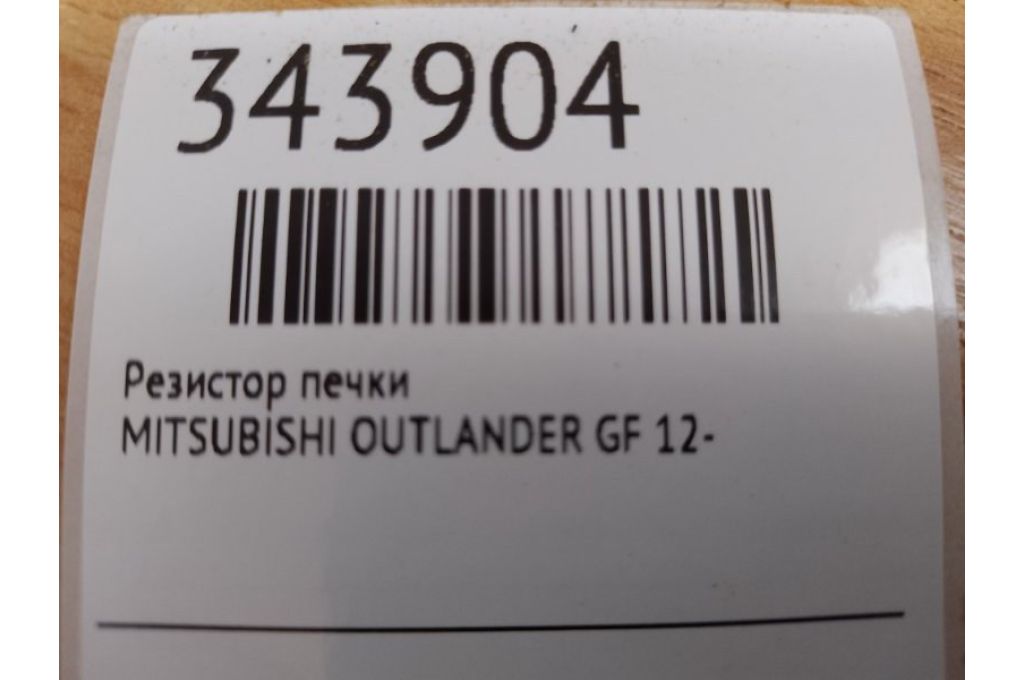 343904
Резистор печки
MITSUBISHI OUTLANDER GF 12-